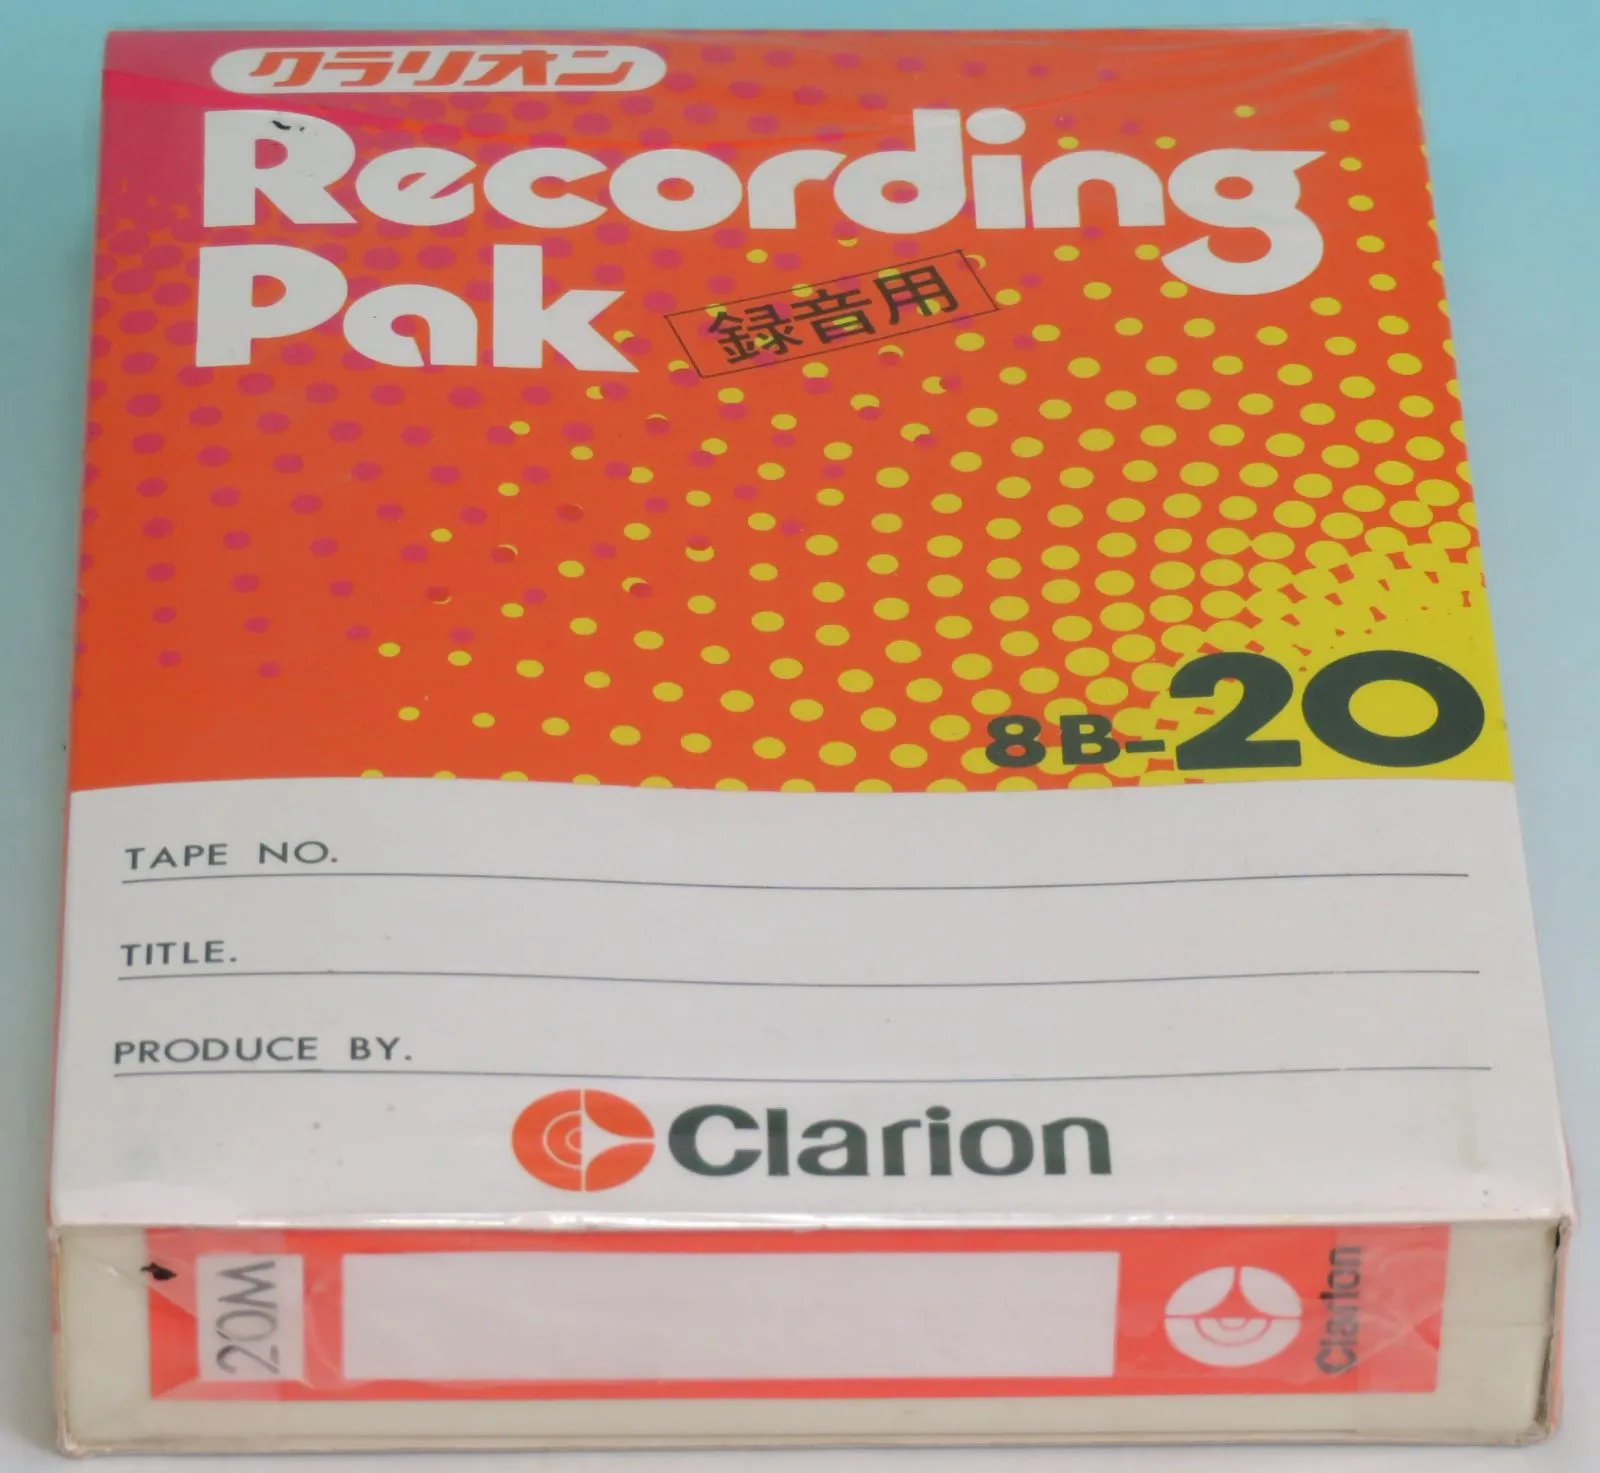 クラリオン
Recording
Pak
録音用
8B-20
TAPE NO.
TITLE.
PRODUCE BY.
Clarion
20M
Clarion